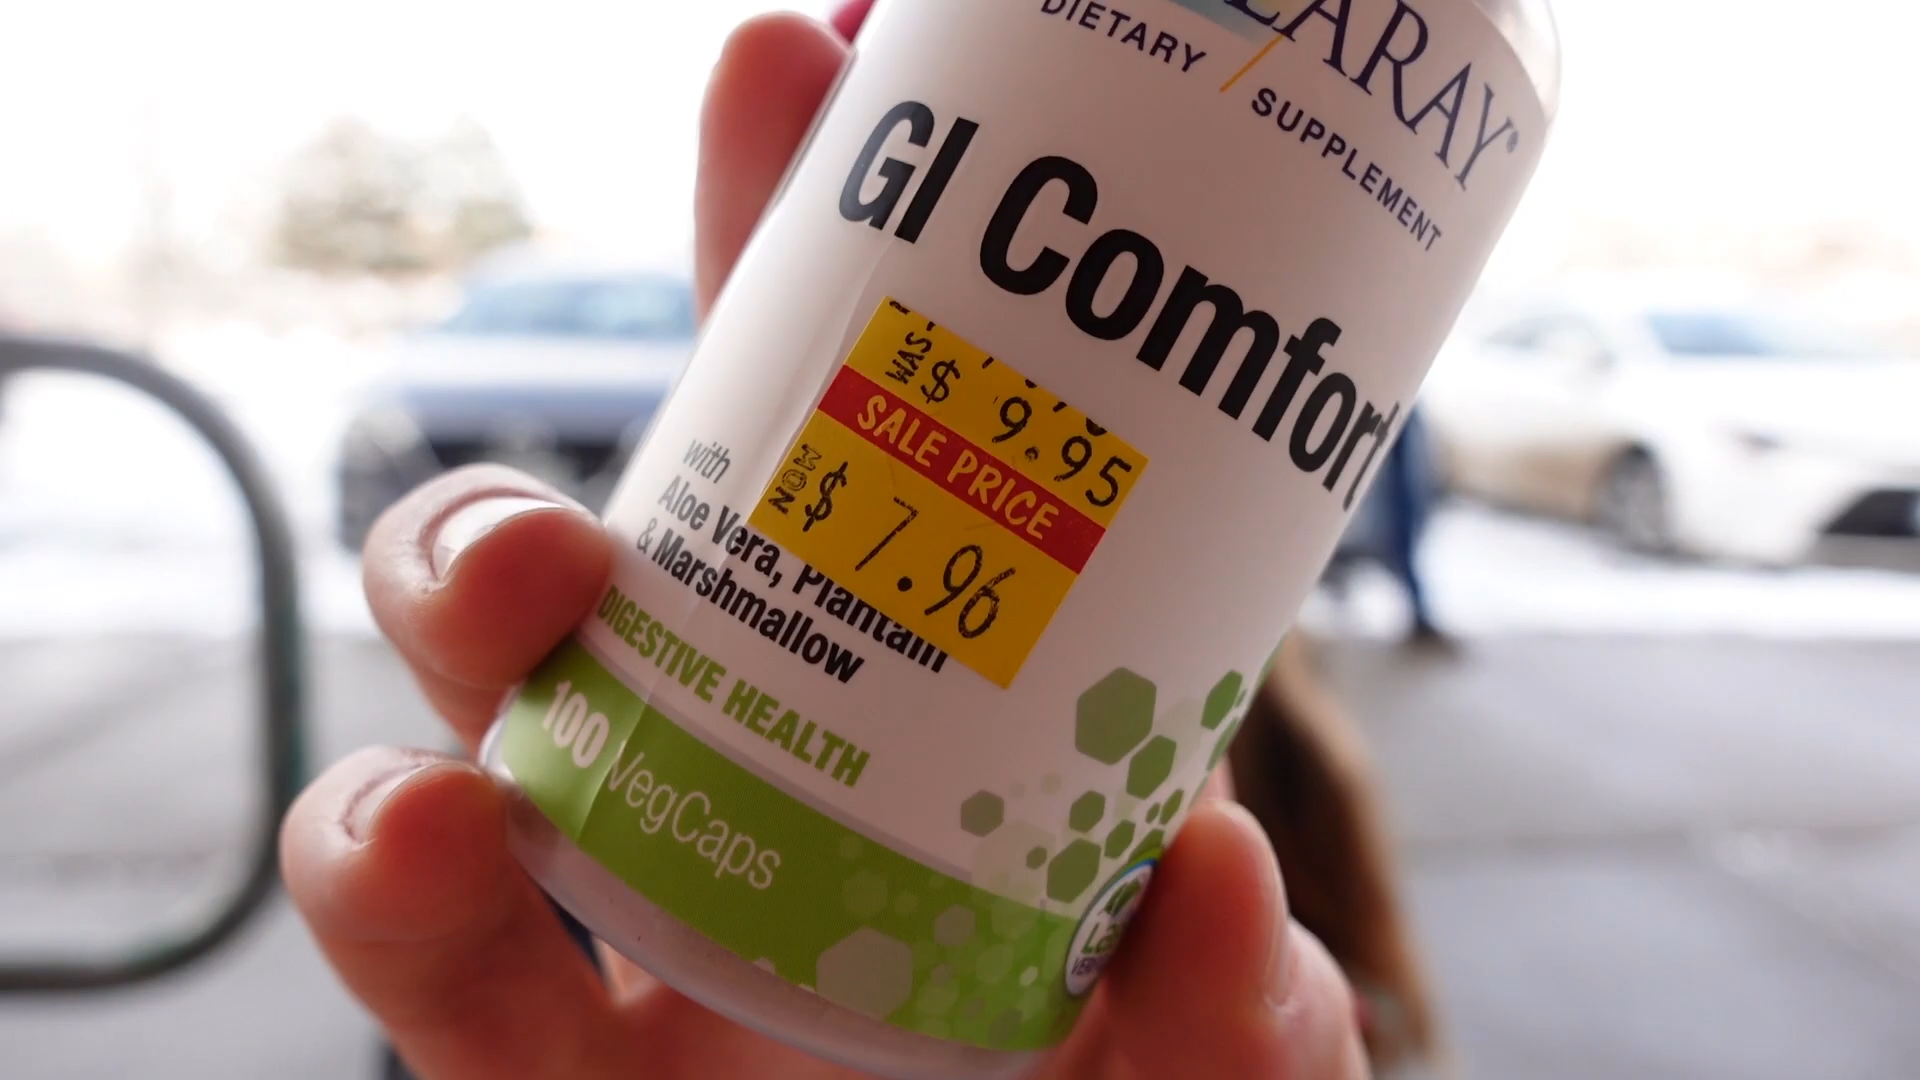 DIETARY SUPPLEMENT
GI Comfort
WAS
$ 9.95
SALE PRICE
NOW
$ 7.96
with
Aloe Vera, Plantain
& Marshmallow
DIGESTIVE HEALTH
100 VegCaps